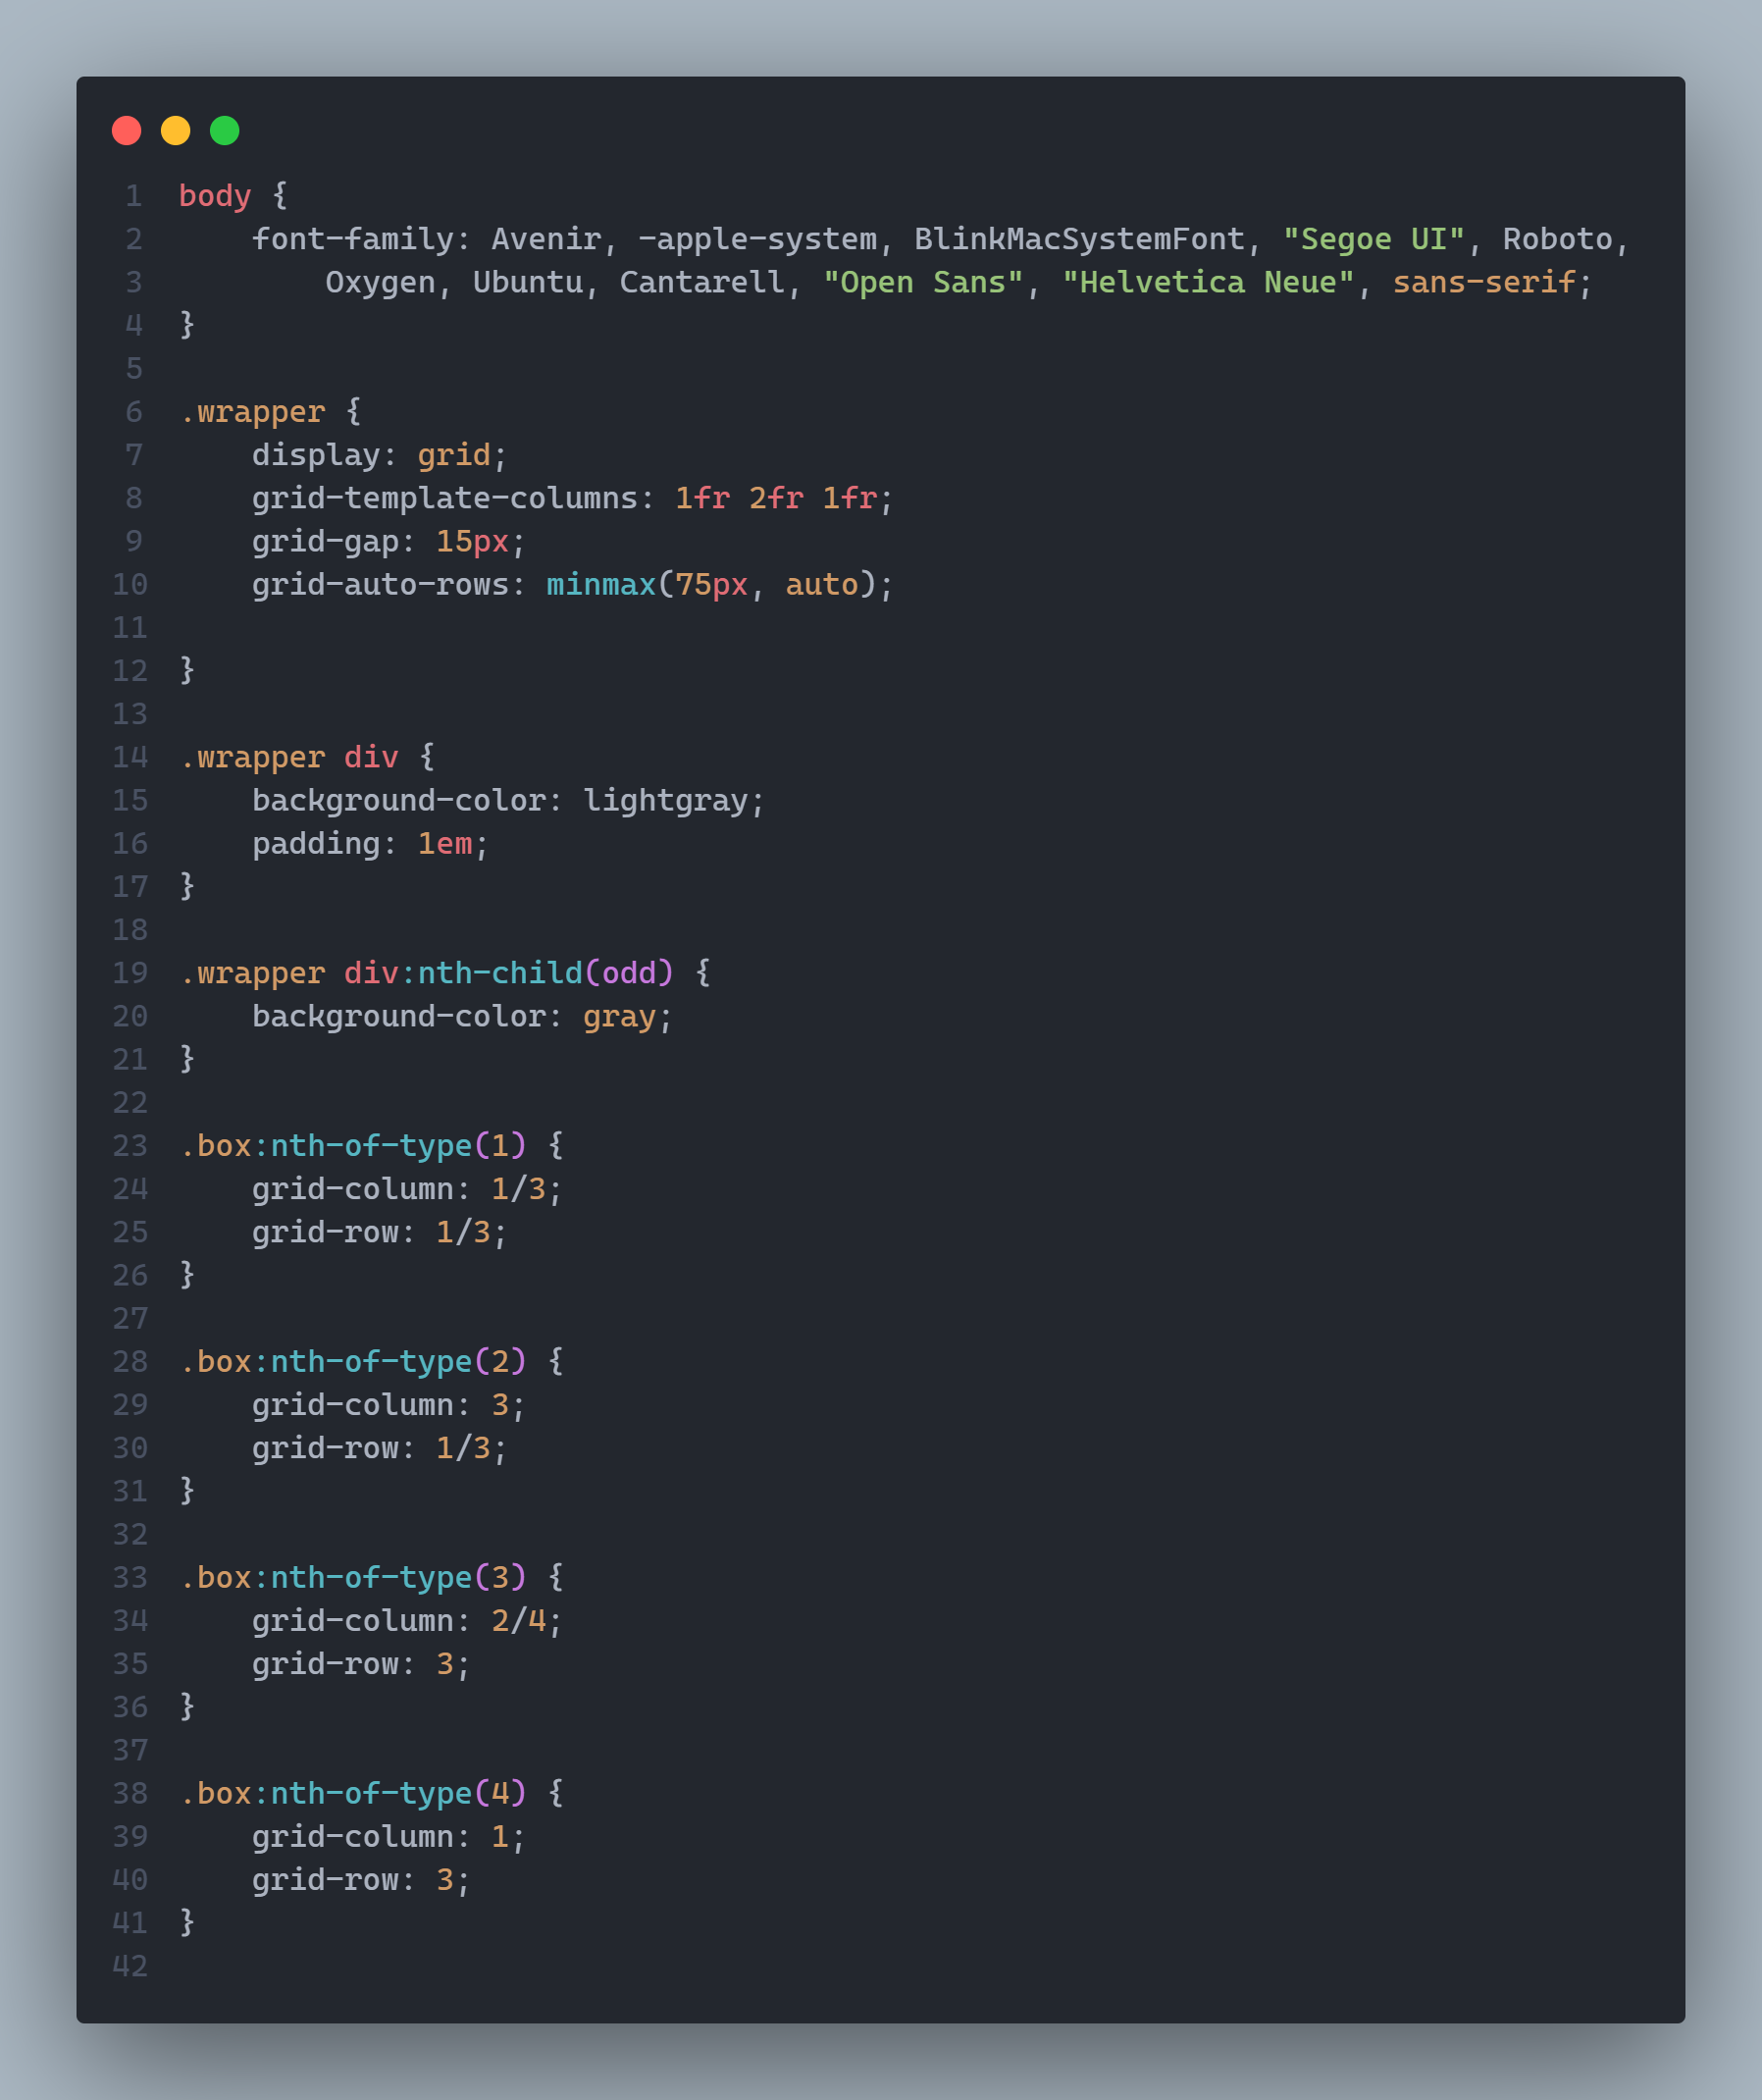 1 body {
2     font-family: Avenir, -apple-system, BlinkMacSystemFont, "Segoe UI", Roboto,
3         Oxygen, Ubuntu, Cantarell, "Open Sans", "Helvetica Neue", sans-serif;
4 }
5
6 .wrapper {
7     display: grid;
8     grid-template-columns: 1fr 2fr 1fr;
9     grid-gap: 15px;
10     grid-auto-rows: minmax(75px, auto);
11
12 }
13
14 .wrapper div {
15     background-color: lightgray;
16     padding: 1em;
17 }
18
19 .wrapper div:nth-child(odd) {
20     background-color: gray;
21 }
22
23 .box:nth-of-type(1) {
24     grid-column: 1/3;
25     grid-row: 1/3;
26 }
27
28 .box:nth-of-type(2) {
29     grid-column: 3;
30     grid-row: 1/3;
31 }
32
33 .box:nth-of-type(3) {
34     grid-column: 2/4;
35     grid-row: 3;
36 }
37
38 .box:nth-of-type(4) {
39     grid-column: 1;
40     grid-row: 3;
41 }
42